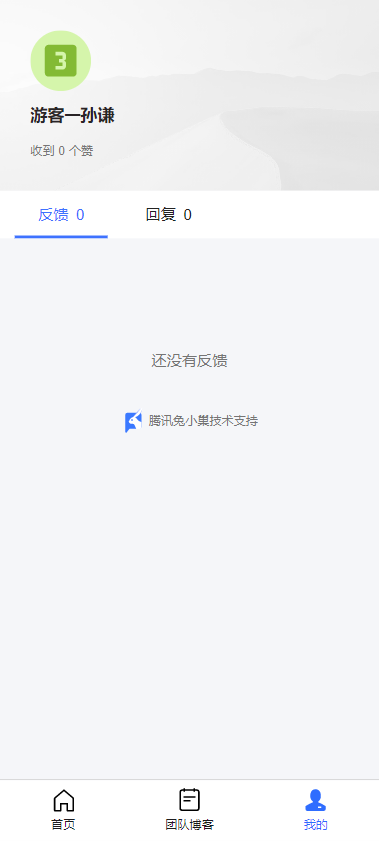 3
游客一孙谦
收到 0 个赞
反馈 0 回复 0
还没有反馈
腾讯兔小巢技术支持
首页 团队博客 我的